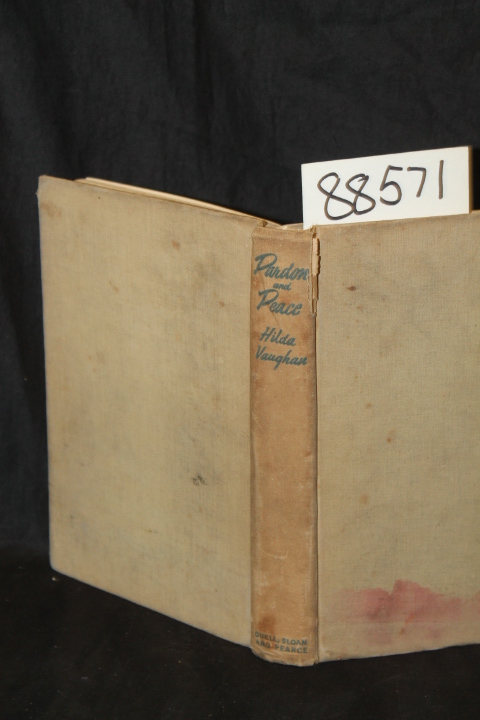 88571
Pardon
and
Peace
Hilda
Vaughan
DUELL, SLOAN
AND PEARCE